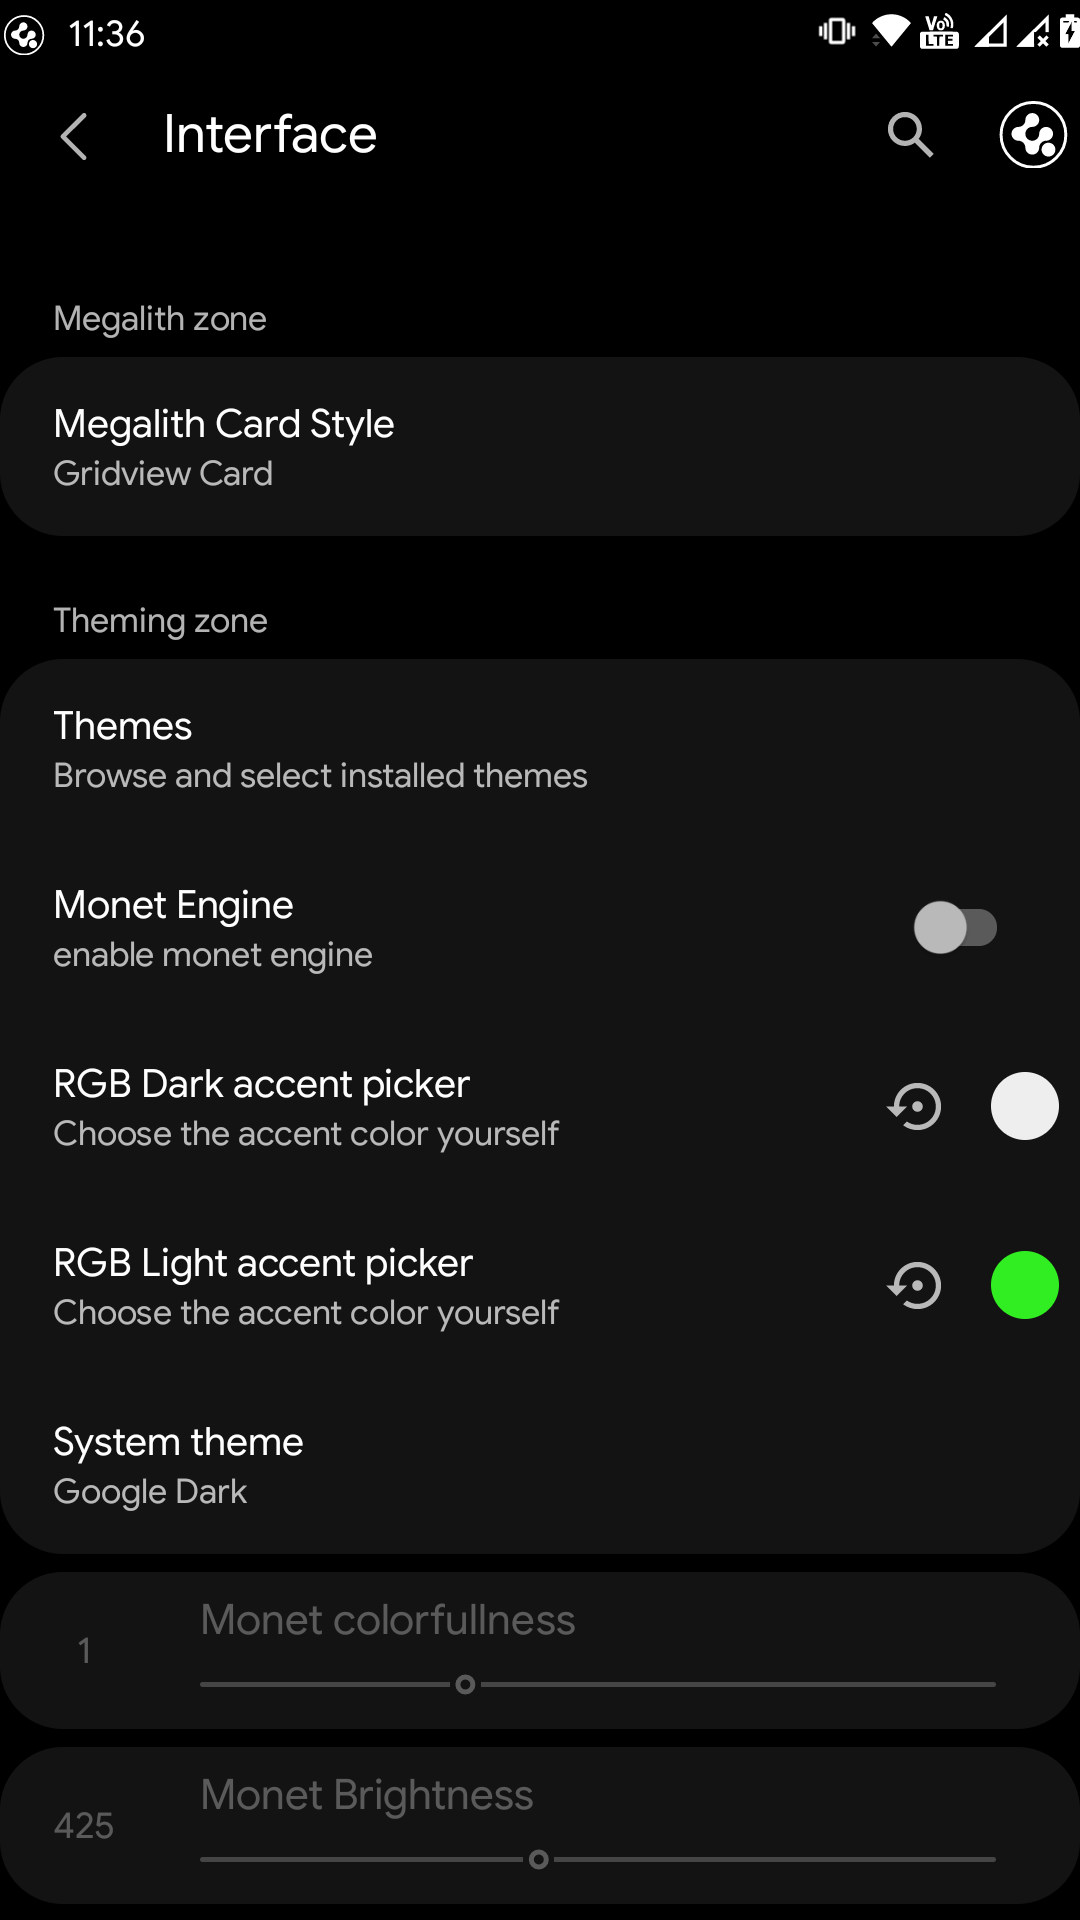 11:36
Vo LTE
Interface
Megalith zone
Megalith Card Style
Gridview Card
Theming zone
Themes
Browse and select installed themes
Monet Engine
enable monet engine
RGB Dark accent picker
Choose the accent color yourself
RGB Light accent picker
Choose the accent color yourself
System theme
Google Dark
Monet colorfullness
1
Monet Brightness
425